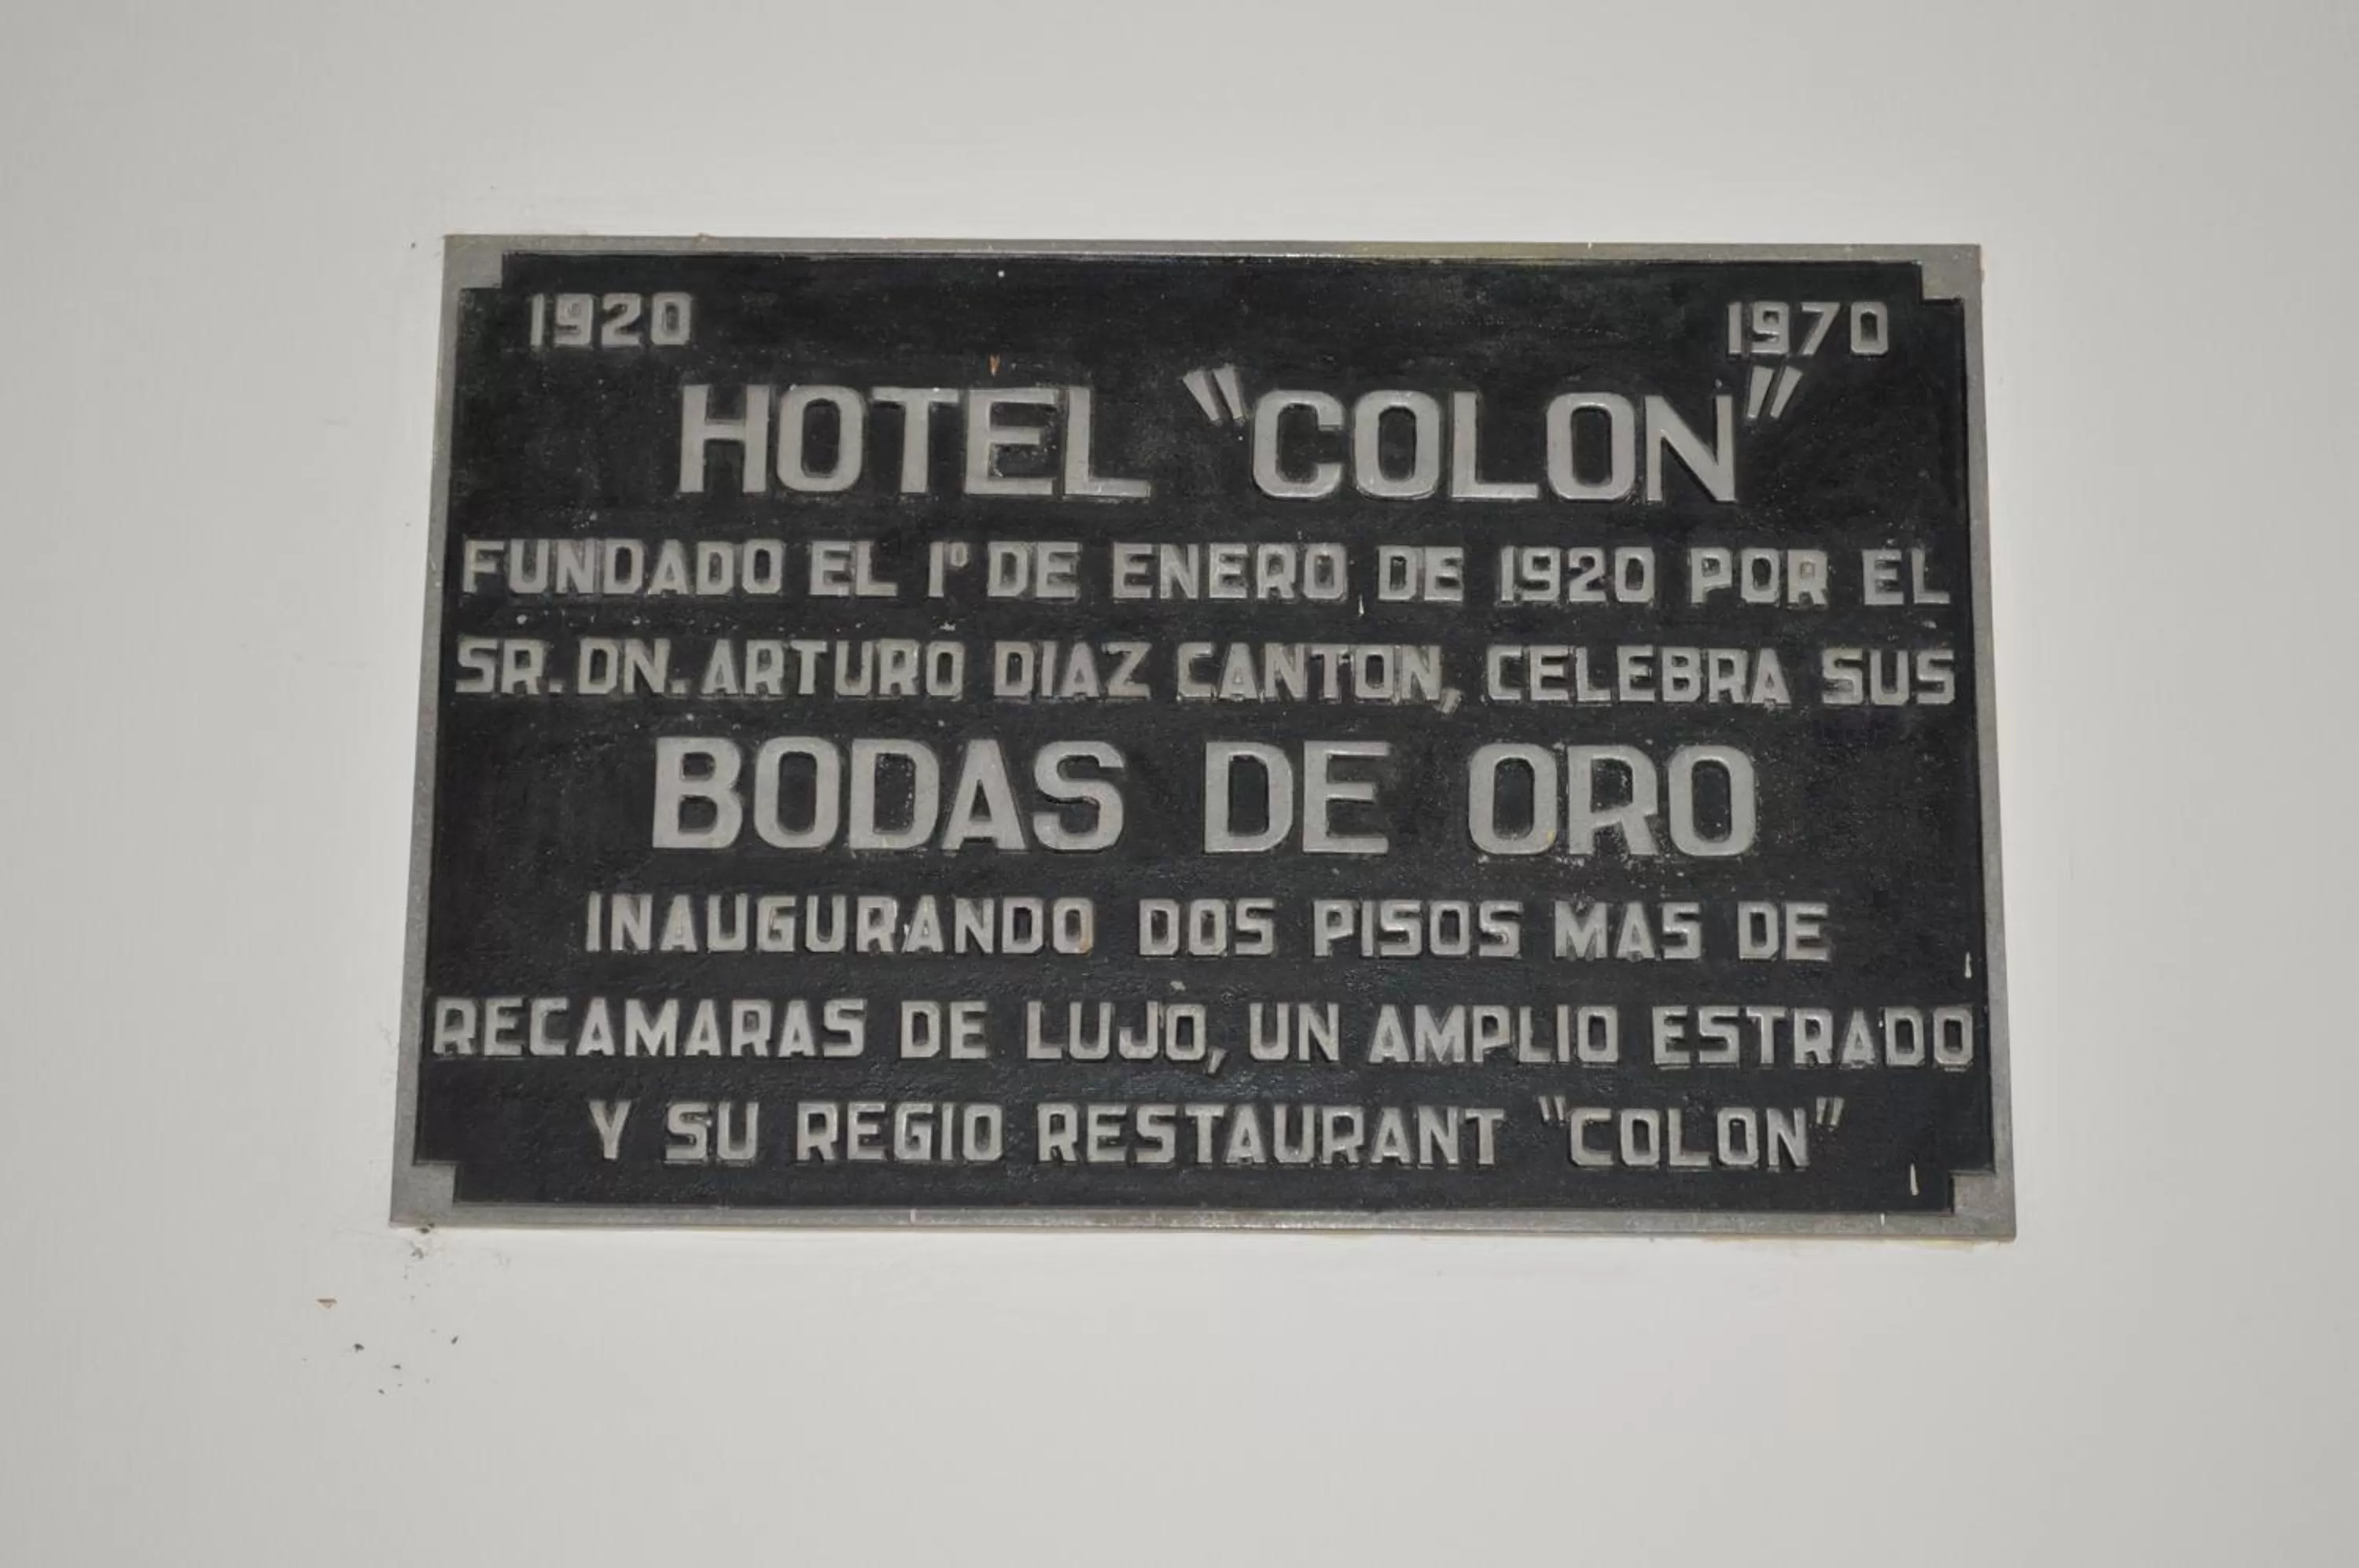 1920 1970
HOTEL "COLON"
FUNDADO EL 1º DE ENERO DE 1920 POR EL
SR. DN. ARTURO DIAZ CANTON, CELEBRA SUS
BODAS DE ORO
INAUGURANDO DOS PISOS MAS DE
RECAMARAS DE LUJO, UN AMPLIO ESTRADO
Y SU REGIO RESTAURANT "COLON"